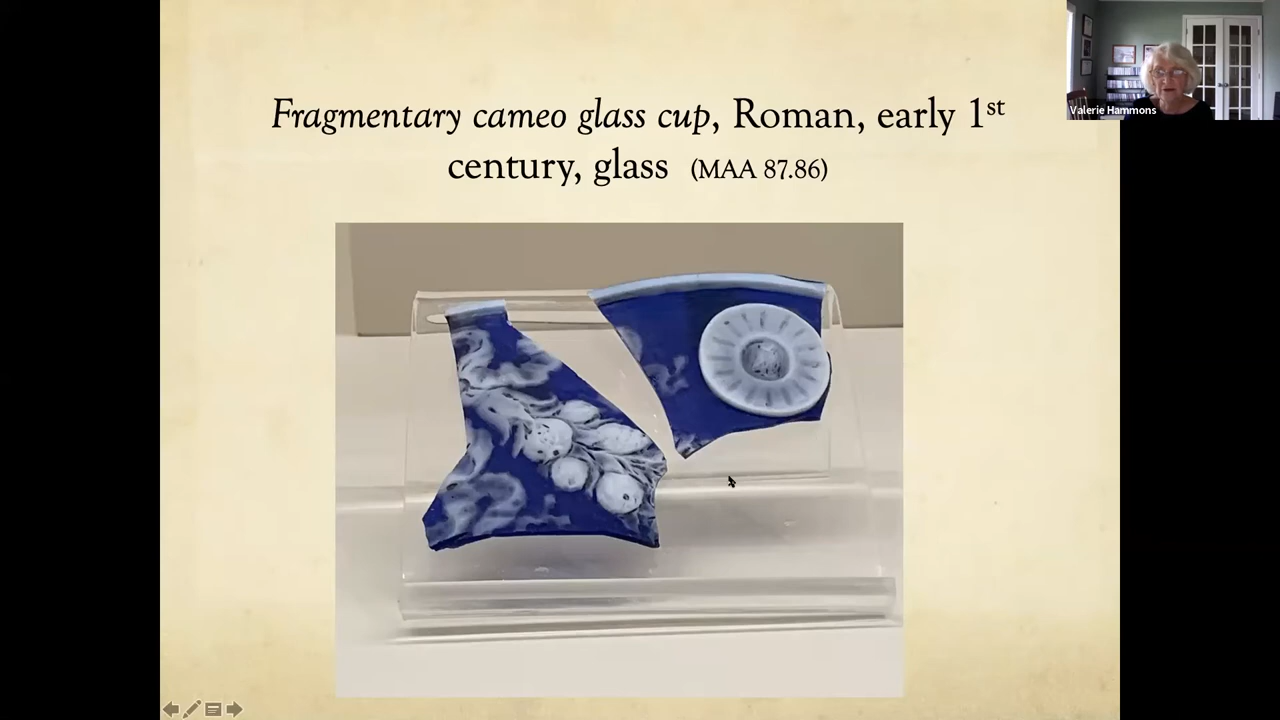 Fragmentary cameo glass cup, Roman, early 1st
century, glass (MAA 87.86)
Valerie Hammons